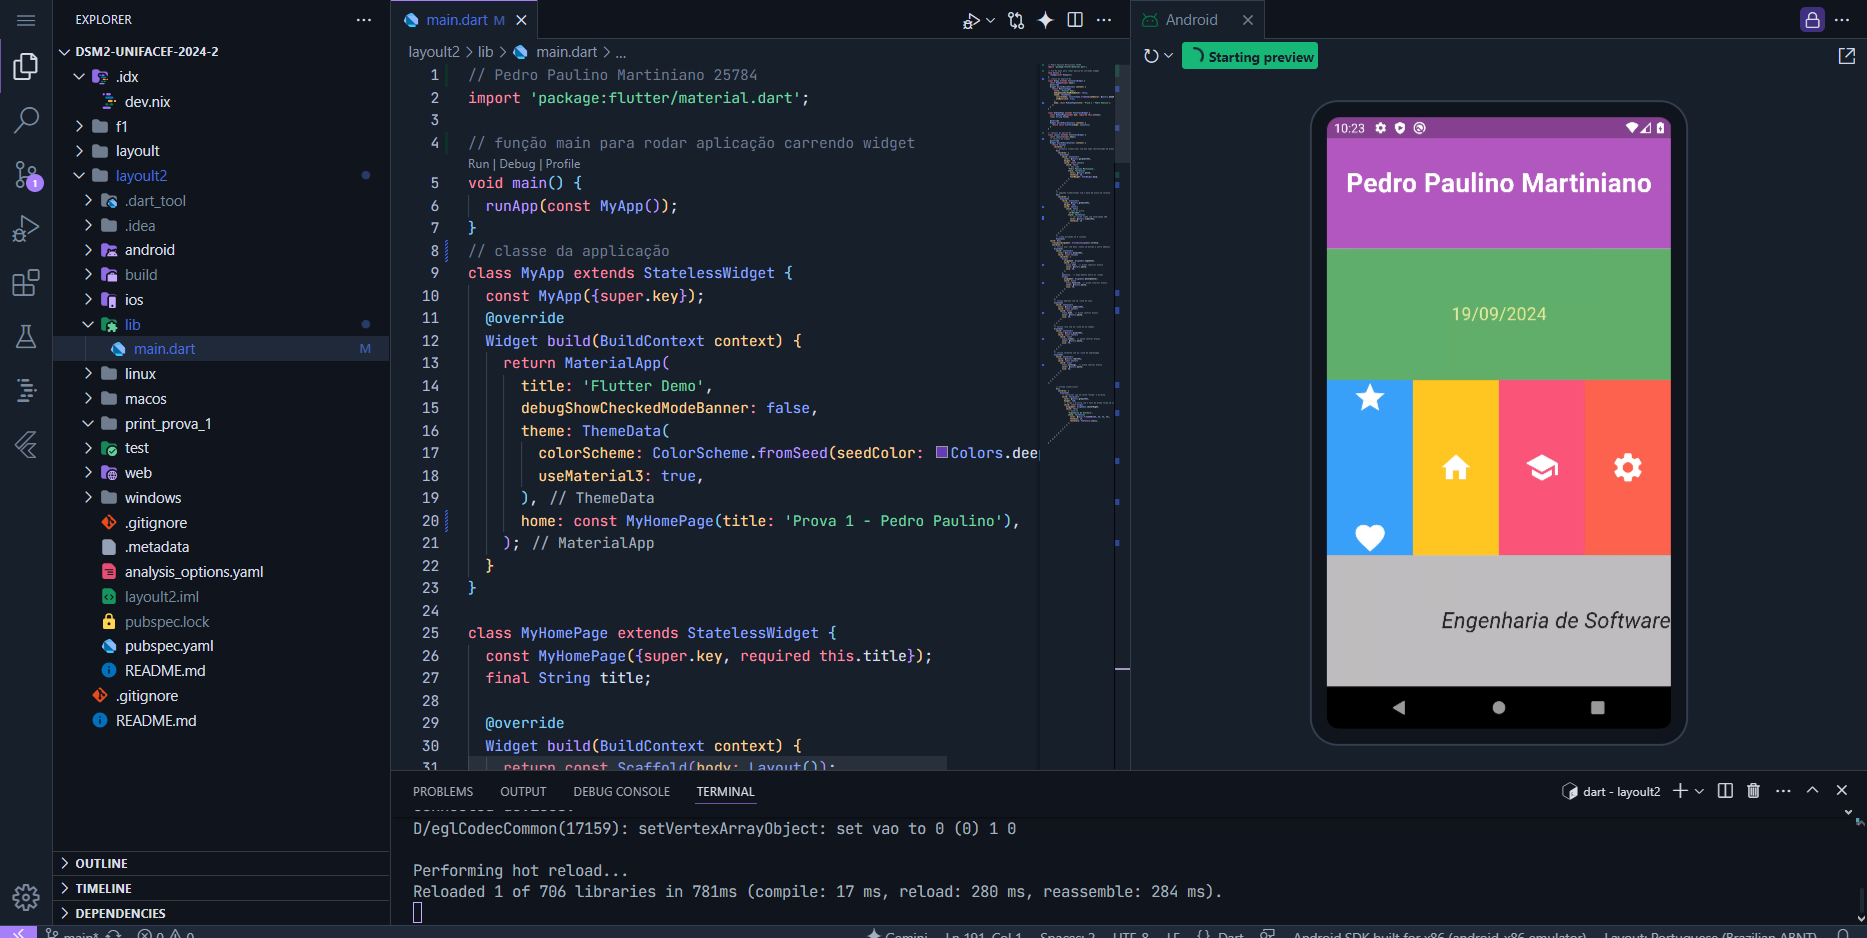 EXPLORER
DSM2-UNIFACEF-2024-2
.idx
dev.nix
f1
layoult
layoult2
.dart_tool
.idea
android
build
ios
lib
main.dart M
linux
macos
print_prova_1
test
web
windows
.gitignore
.metadata
analysis_options.yaml
layoult2.iml
pubspec.lock
pubspec.yaml
README.md
.gitignore
README.md
OUTLINE
TIMELINE
DEPENDENCIES
1
main.dart M
layoult2 > lib > main.dart > ...
1 // Pedro Paulino Martiniano 25784
2 import 'package:flutter/material.dart';
3
4 // função main para rodar aplicação carrendo widget
Run | Debug | Profile
5 void main() {
6 runApp(const MyApp());
7 }
8 // classe da applicação
9 class MyApp extends StatelessWidget {
10 const MyApp({super.key});
11 @override
12 Widget build(BuildContext context) {
13 return MaterialApp(
14 title: 'Flutter Demo',
15 debugShowCheckedModeBanner: false,
16 theme: ThemeData(
17 colorScheme: ColorScheme.fromSeed(seedColor: Colors.deep
18 useMaterial3: true,
19 ), // ThemeData
20 home: const MyHomePage(title: 'Prova 1 - Pedro Paulino'),
21 ); // MaterialApp
22 }
23 }
24
25 class MyHomePage extends StatelessWidget {
26 const MyHomePage({super.key, required this.title});
27 final String title;
28
29 @override
30 Widget build(BuildContext context) {
31 return const Scaffold(body: Layout());
Android
Starting preview
10:23
Pedro Paulino Martiniano
19/09/2024
Engenharia de Software
PROBLEMS OUTPUT DEBUG CONSOLE TERMINAL
dart - layoult2
D/eglCodecCommon(17159): setVertexArrayObject: set vao to 0 (0) 1 0
Performing hot reload...
Reloaded 1 of 706 libraries in 781ms (compile: 17 ms, reload: 280 ms, reassemble: 284 ms).
main* 0 0 Gemini Ln 191, Col 1 Spaces: 2 UTF-8 LF {} Dart Android SDK built for x86 (android-x86 emulator) Layout: Portuguese (Brazilian ABNT)